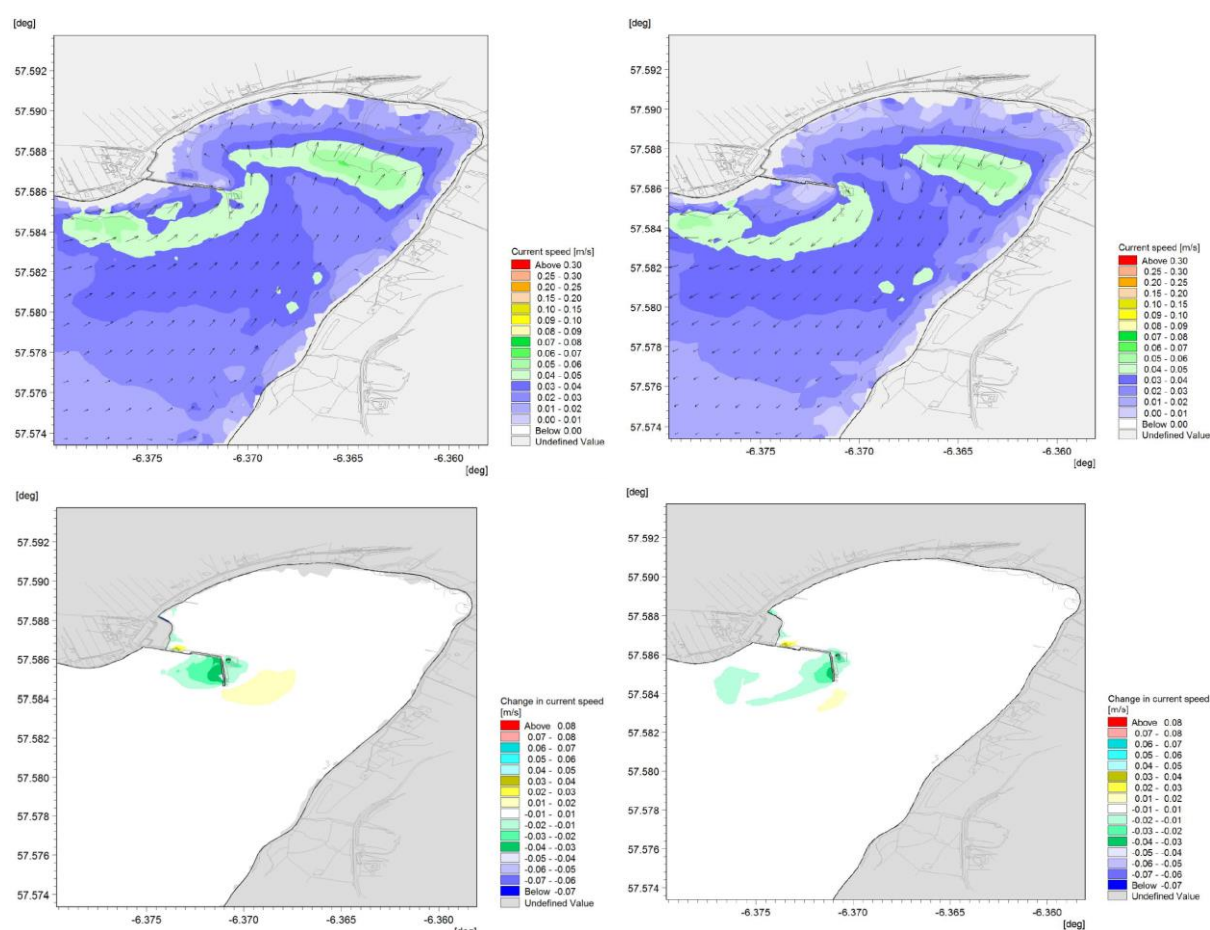 [deg]
57.592
57.590
57.588
57.586
57.584
57.582
57.580
57.578
57.576
57.574
-6.375
-6.370
-6.365
-6.360
[deg]
Current speed [m/s]
Above 0.30
0.25 - 0.30
0.20 - 0.25
0.15 - 0.20
0.10 - 0.15
0.09 - 0.10
0.08 - 0.09
0.07 - 0.08
0.06 - 0.07
0.05 - 0.06
0.04 - 0.05
0.03 - 0.04
0.02 - 0.03
0.01 - 0.02
0.00 - 0.01
Below 0.00
Undefined Value
[deg]
57.592
57.590
57.588
57.586
57.584
57.582
57.580
57.578
57.576
57.574
-6.375
-6.370
-6.365
-6.360
[deg]
Current speed [m/s]
Above 0.30
0.25 - 0.30
0.20 - 0.25
0.15 - 0.20
0.10 - 0.15
0.09 - 0.10
0.08 - 0.09
0.07 - 0.08
0.06 - 0.07
0.05 - 0.06
0.04 - 0.05
0.03 - 0.04
0.02 - 0.03
0.01 - 0.02
0.00 - 0.01
Below 0.00
Undefined Value
[deg]
57.592
57.590
57.588
57.586
57.584
57.582
57.580
57.578
57.576
57.574
-6.375
-6.370
-6.365
-6.360
[deg]
Change in current speed
[m/s]
Above 0.08
0.07 - 0.08
0.06 - 0.07
0.05 - 0.06
0.04 - 0.05
0.03 - 0.04
0.02 - 0.03
0.01 - 0.02
-0.01 - 0.01
-0.02 - -0.01
-0.03 - -0.02
-0.04 - -0.03
-0.05 - -0.04
-0.06 - -0.05
-0.07 - -0.06
Below -0.07
Undefined Value
[deg]
57.592
57.590
57.588
57.586
57.584
57.582
57.580
57.578
57.576
57.574
-6.375
-6.370
-6.365
-6.360
[deg]
Change in current speed
[m/s]
Above 0.08
0.07 - 0.08
0.06 - 0.07
0.05 - 0.06
0.04 - 0.05
0.03 - 0.04
0.02 - 0.03
0.01 - 0.02
-0.01 - 0.01
-0.02 - -0.01
-0.03 - -0.02
-0.04 - -0.03
-0.05 - -0.04
-0.06 - -0.05
-0.07 - -0.06
Below -0.07
Undefined Value